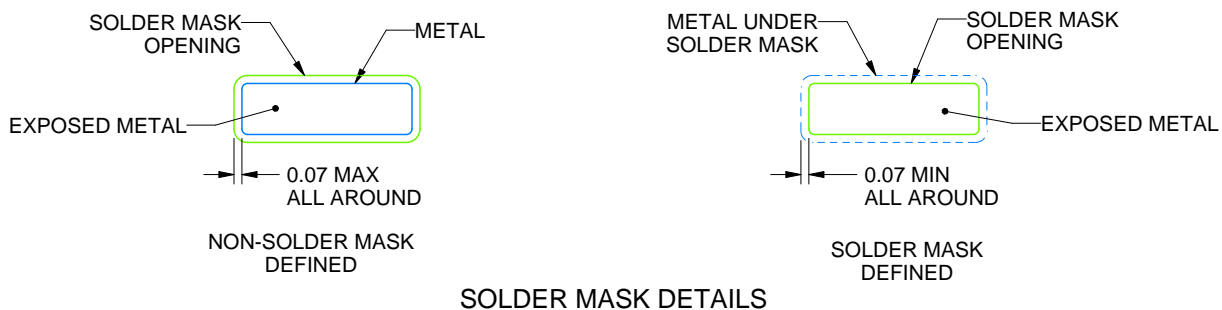 SOLDER MASK
OPENING
METAL
EXPOSED METAL
0.07 MAX
ALL AROUND
NON-SOLDER MASK
DEFINED
METAL UNDER
SOLDER MASK
SOLDER MASK
OPENING
EXPOSED METAL
0.07 MIN
ALL AROUND
SOLDER MASK
DEFINED
SOLDER MASK DETAILS